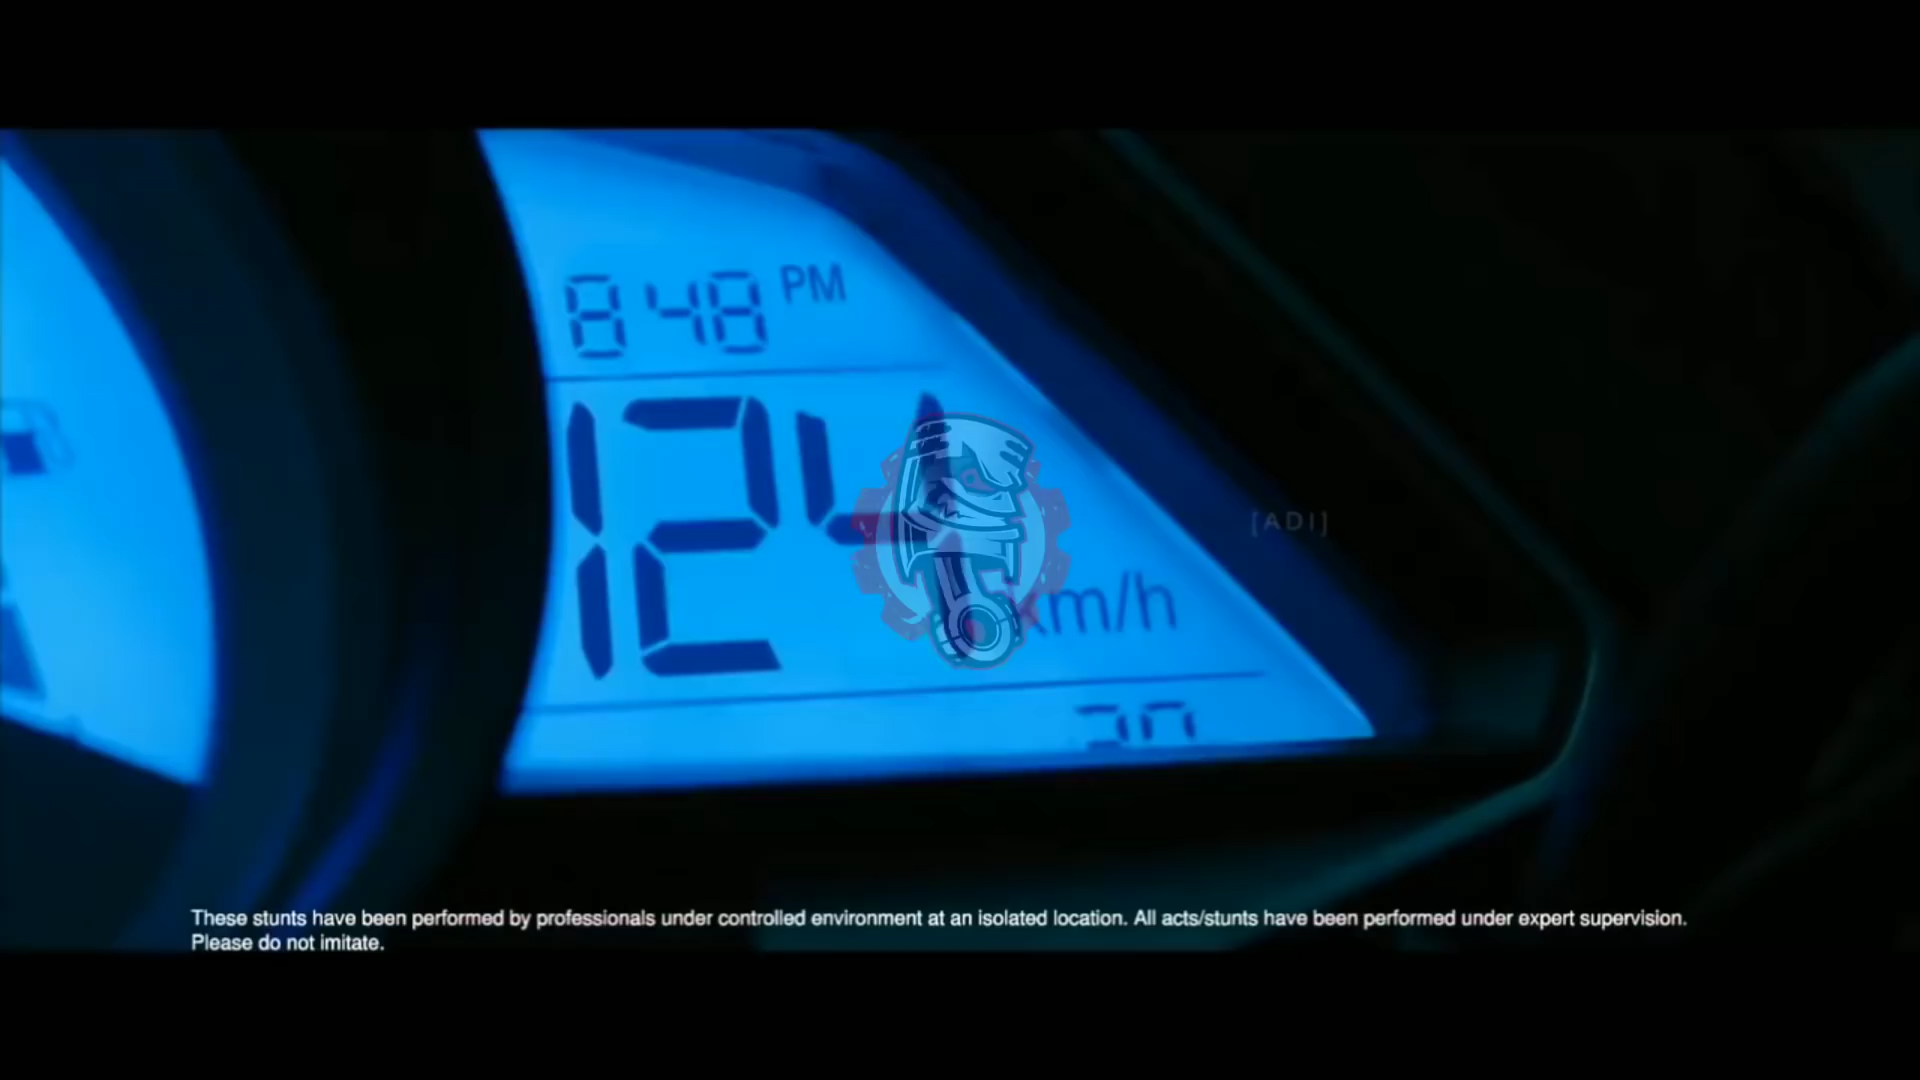 8 48 PM
124
km/h
[ADI]
These stunts have been performed by professionals under controlled environment at an isolated location. All acts/stunts have been performed under expert supervision.
Please do not imitate.